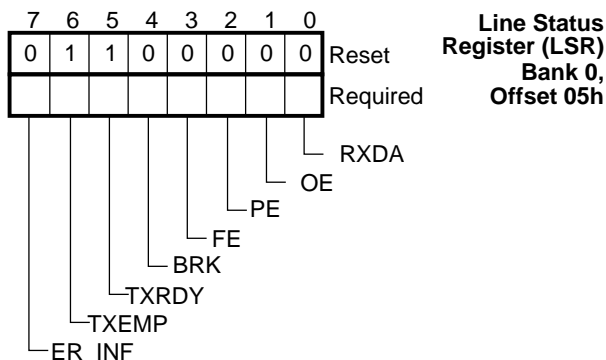 7 6 5 4 3 2 1 0
0 1 1 0 0 0 0 0 Reset
Required
Line Status
Register (LSR)
Bank 0,
Offset 05h
RXDA
OE
PE
FE
BRK
TXRDY
TXEMP
ER_INF